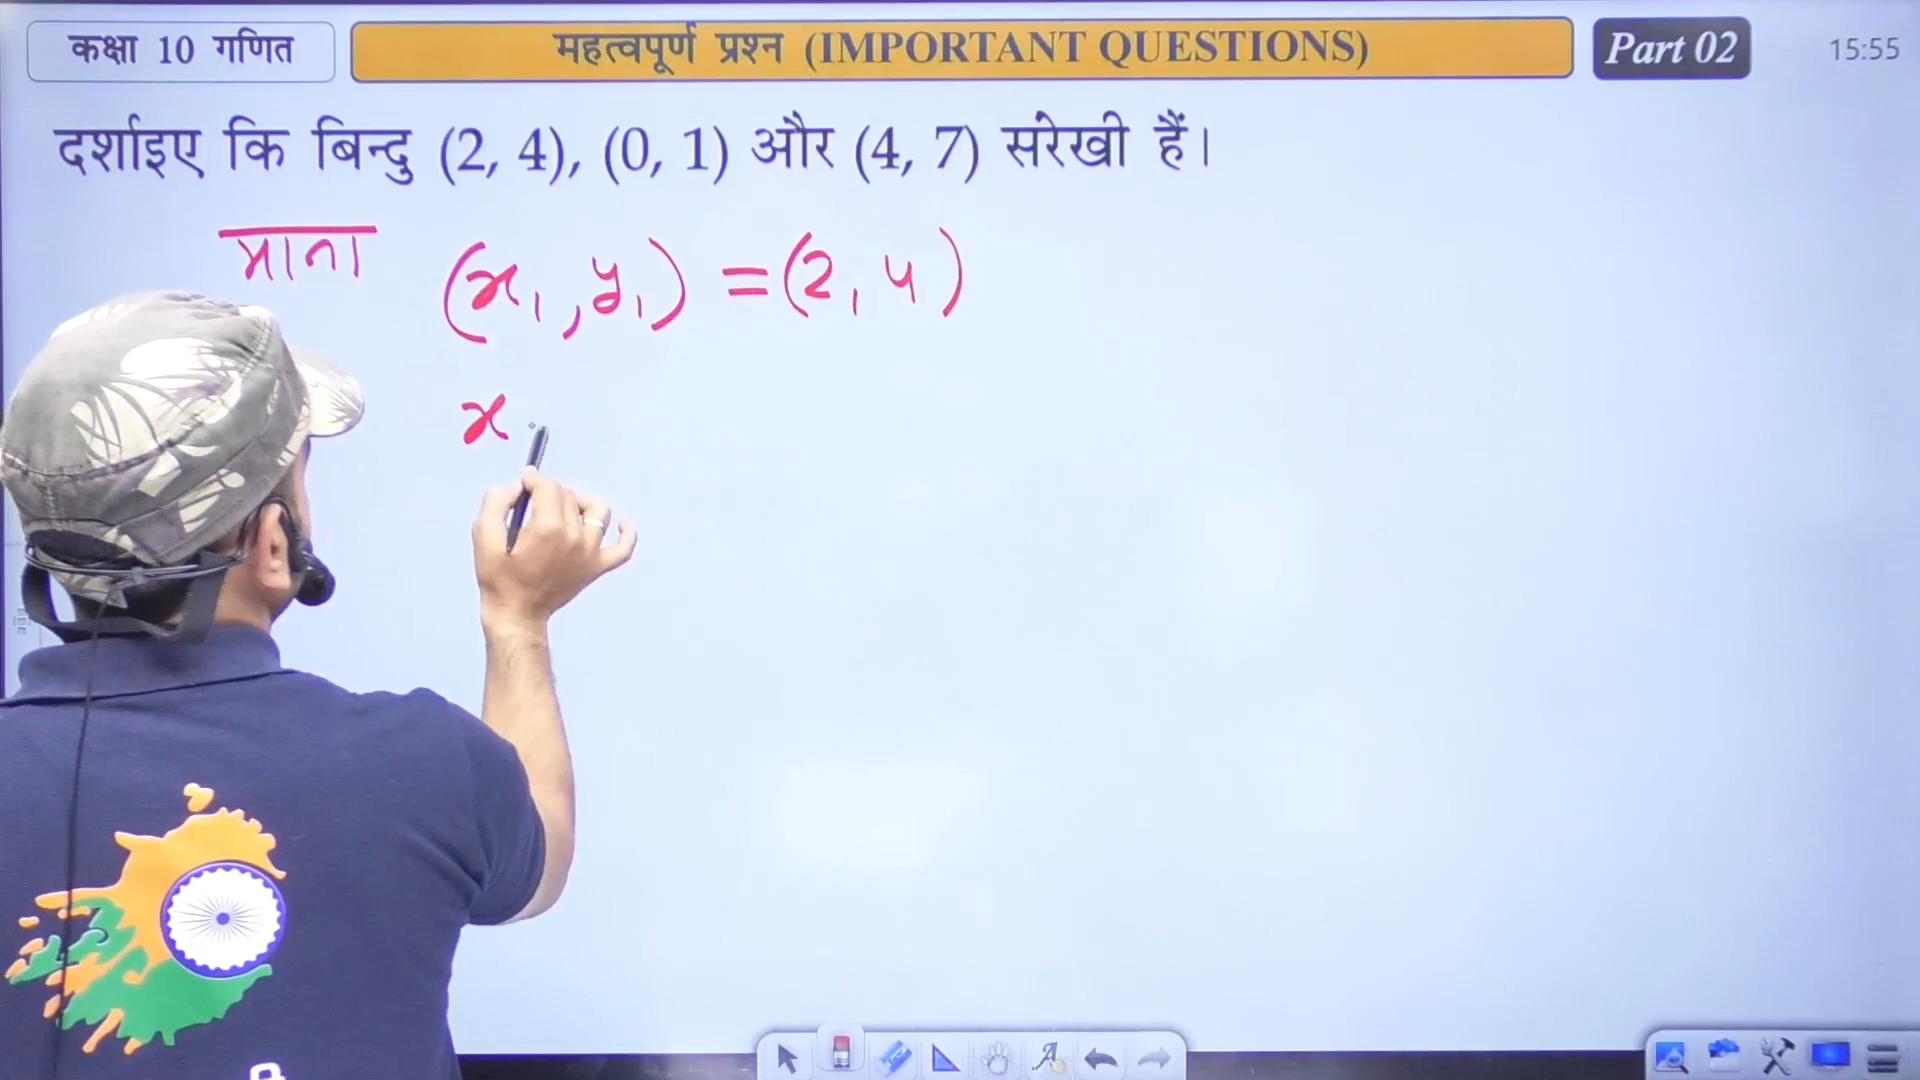 कक्षा 10 गणित
महत्वपूर्ण प्रश्न (IMPORTANT QUESTIONS)
Part 02
15:55
दर्शाइए कि बिन्दु (2, 4), (0, 1) और (4, 7) संरेखी हैं।
माना (x₁, y₁) = (2, 4)
x